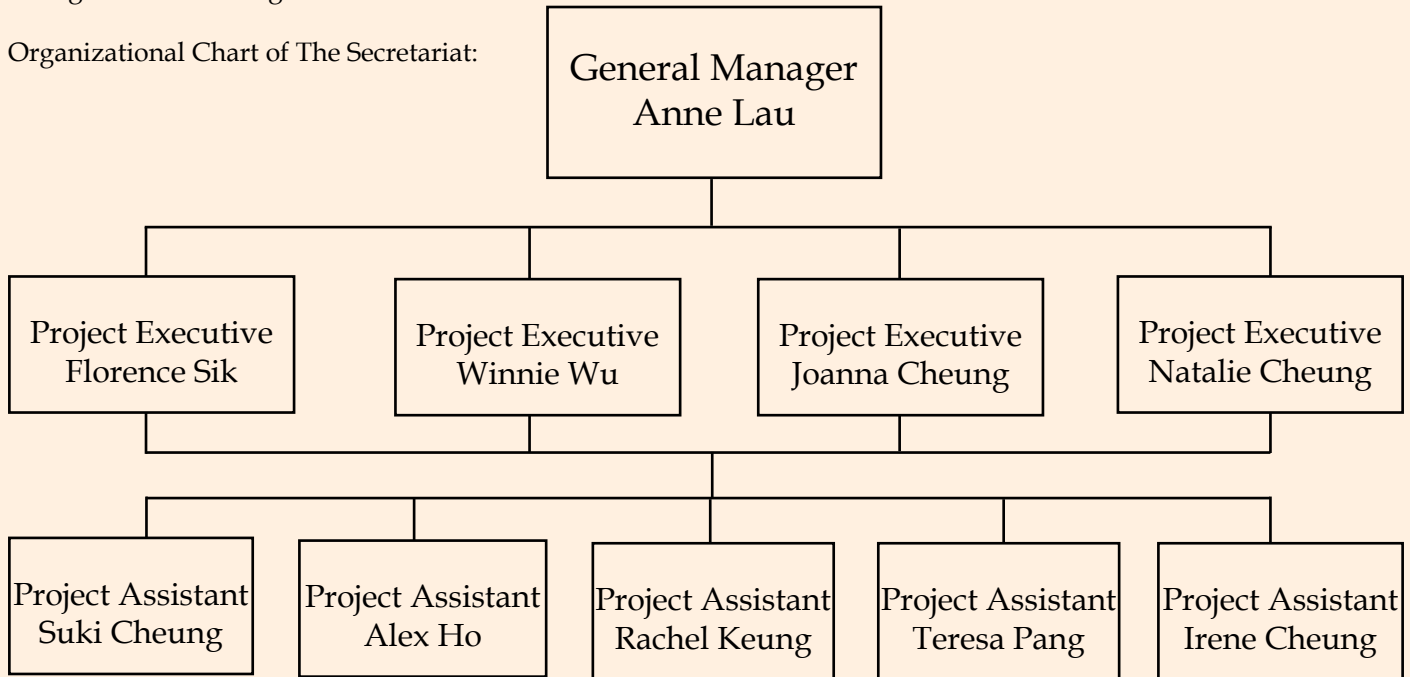 Organizational Chart of The Secretariat:
General Manager
Anne Lau
Project Executive
Florence Sik
Project Executive
Winnie Wu
Project Executive
Joanna Cheung
Project Executive
Natalie Cheung
Project Assistant
Suki Cheung
Project Assistant
Alex Ho
Project Assistant
Rachel Keung
Project Assistant
Teresa Pang
Project Assistant
Irene Cheung